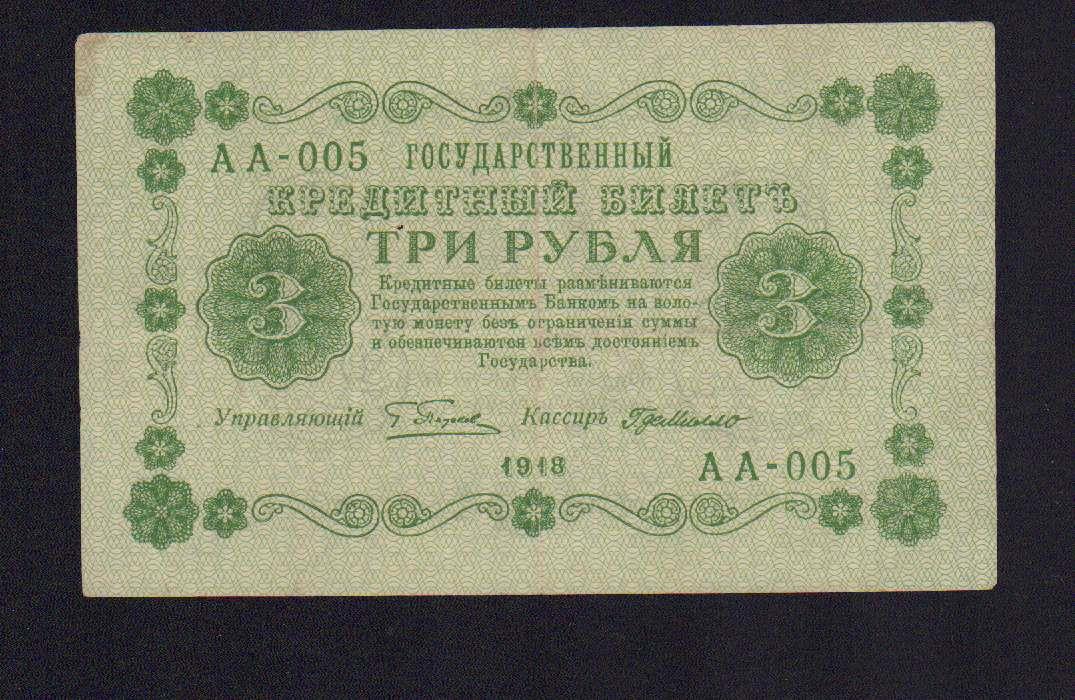 АА-005 ГОСУДАРСТВЕННЫЙ
КРЕДИТНЫЙ БИЛЕТЪ
ТРИ РУБЛЯ
3 3
Кредитные билеты размѣниваются
Государственнымъ Банкомъ на золо-
тую монету безъ ограниченія суммы
и обезпечиваются всѣмъ достояніемъ
Государства.
Управляющій Кассиръ
1918 АА-005